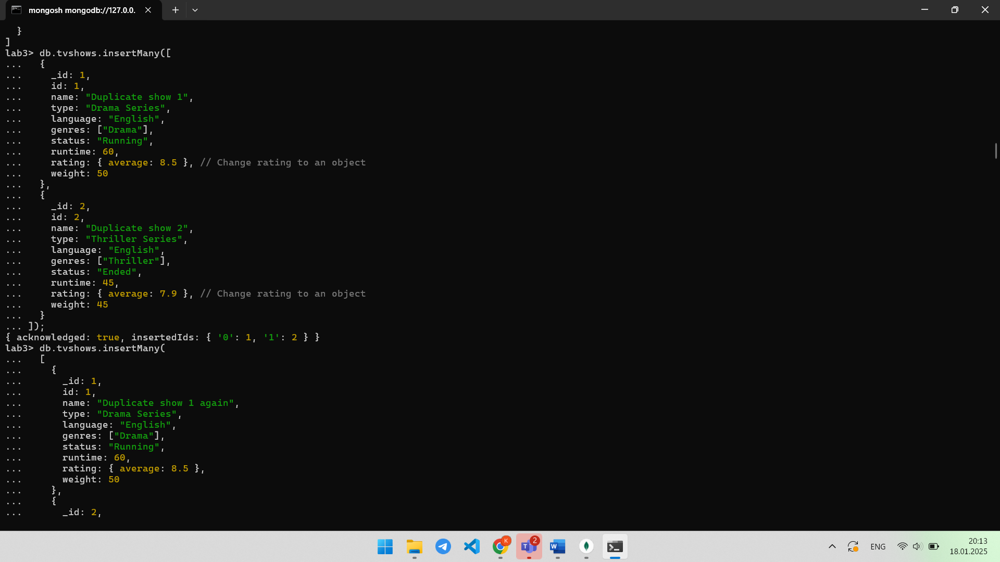 mongosh mongodb://127.0.0.
  }
]
lab3> db.tvshows.insertMany([
...   {
...     _id: 1,
...     id: 1,
...     name: "Duplicate show 1",
...     type: "Drama Series",
...     language: "English",
...     genres: ["Drama"],
...     status: "Running",
...     runtime: 60,
...     rating: { average: 8.5 }, // Change rating to an object
...     weight: 50
...   },
...   {
...     _id: 2,
...     id: 2,
...     name: "Duplicate show 2",
...     type: "Thriller Series",
...     language: "English",
...     genres: ["Thriller"],
...     status: "Ended",
...     runtime: 45,
...     rating: { average: 7.9 }, // Change rating to an object
...     weight: 45
...   }
... ]);
{ acknowledged: true, insertedIds: { '0': 1, '1': 2 } }
lab3> db.tvshows.insertMany(
...   [
...     {
...       _id: 1,
...       id: 1,
...       name: "Duplicate show 1 again",
...       type: "Drama Series",
...       language: "English",
...       genres: ["Drama"],
...       status: "Running",
...       runtime: 60,
...       rating: { average: 8.5 },
...       weight: 50
...     },
...     {
...       _id: 2,
K
2
T
W
ENG
20:13
18.01.2025